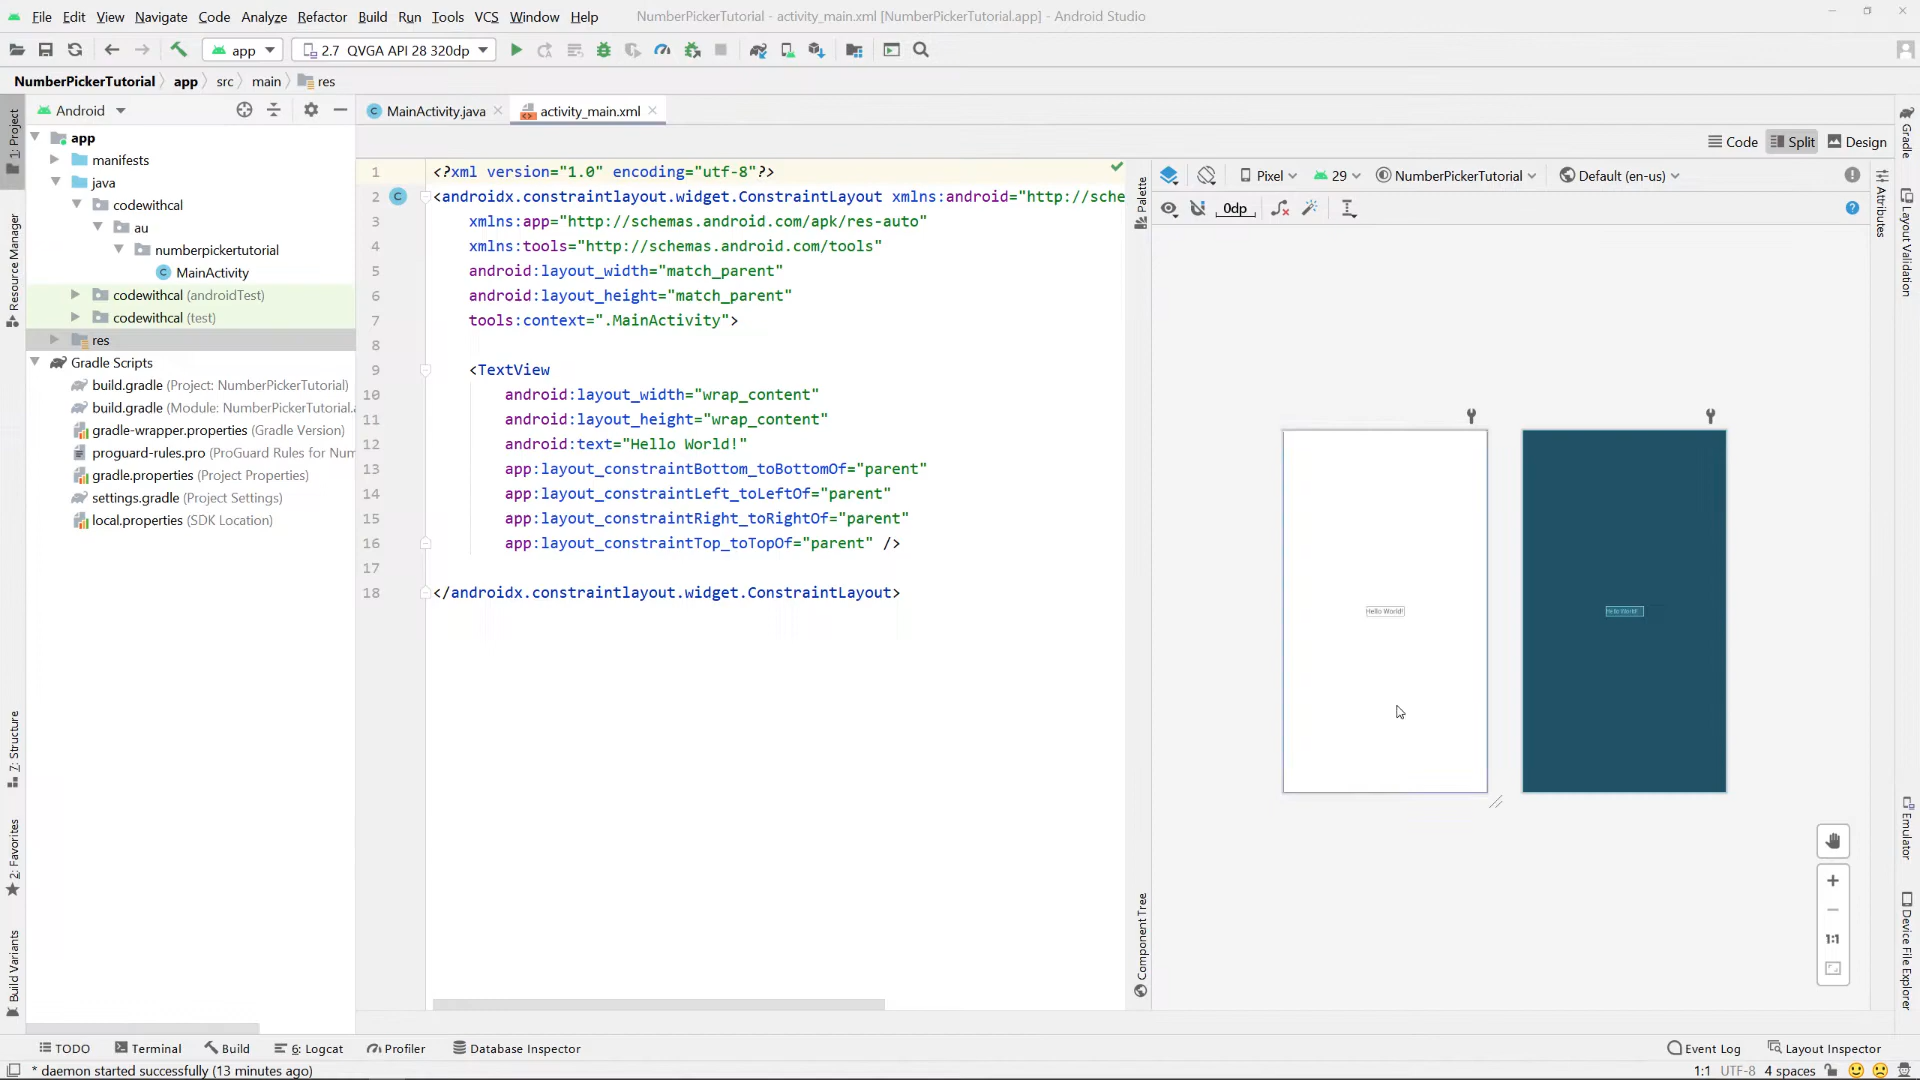 File Edit View Navigate Code Analyze Refactor Build Run Tools VCS Window Help NumberPickerTutorial - activity_main.xml [NumberPickerTutorial.app] - Android Studio
app 2.7 QVGA API 28 320dp
NumberPickerTutorial app src main res
Android
MainActivity.java activity_main.xml
Code Split Design
1: Project
Resource Manager
7: Structure
2: Favorites
Build Variants
app
manifests
java
codewithcal
au
numberpickertutorial
MainActivity
codewithcal (androidTest)
codewithcal (test)
res
Gradle Scripts
build.gradle (Project: NumberPickerTutorial)
build.gradle (Module: NumberPickerTutorial.a
gradle-wrapper.properties (Gradle Version)
proguard-rules.pro (ProGuard Rules for Num
gradle.properties (Project Properties)
settings.gradle (Project Settings)
local.properties (SDK Location)
1 <?xml version="1.0" encoding="utf-8"?>
2 <androidx.constraintlayout.widget.ConstraintLayout xmlns:android="http://sche
3 xmlns:app="http://schemas.android.com/apk/res-auto"
4 xmlns:tools="http://schemas.android.com/tools"
5 android:layout_width="match_parent"
6 android:layout_height="match_parent"
7 tools:context=".MainActivity">
8
9 <TextView
10 android:layout_width="wrap_content"
11 android:layout_height="wrap_content"
12 android:text="Hello World!"
13 app:layout_constraintBottom_toBottomOf="parent"
14 app:layout_constraintLeft_toLeftOf="parent"
15 app:layout_constraintRight_toRightOf="parent"
16 app:layout_constraintTop_toTopOf="parent" />
17
18 </androidx.constraintlayout.widget.ConstraintLayout>
Palette
Component Tree
Pixel 29 NumberPickerTutorial Default (en-us)
0dp
Hello World!
Hello World!
1:1
Attributes
Gradle
Layout Validation
Emulator
Device File Explorer
TODO Terminal Build 6: Logcat Profiler Database Inspector Event Log Layout Inspector
* daemon started successfully (13 minutes ago) 1:1 UTF-8 4 spaces